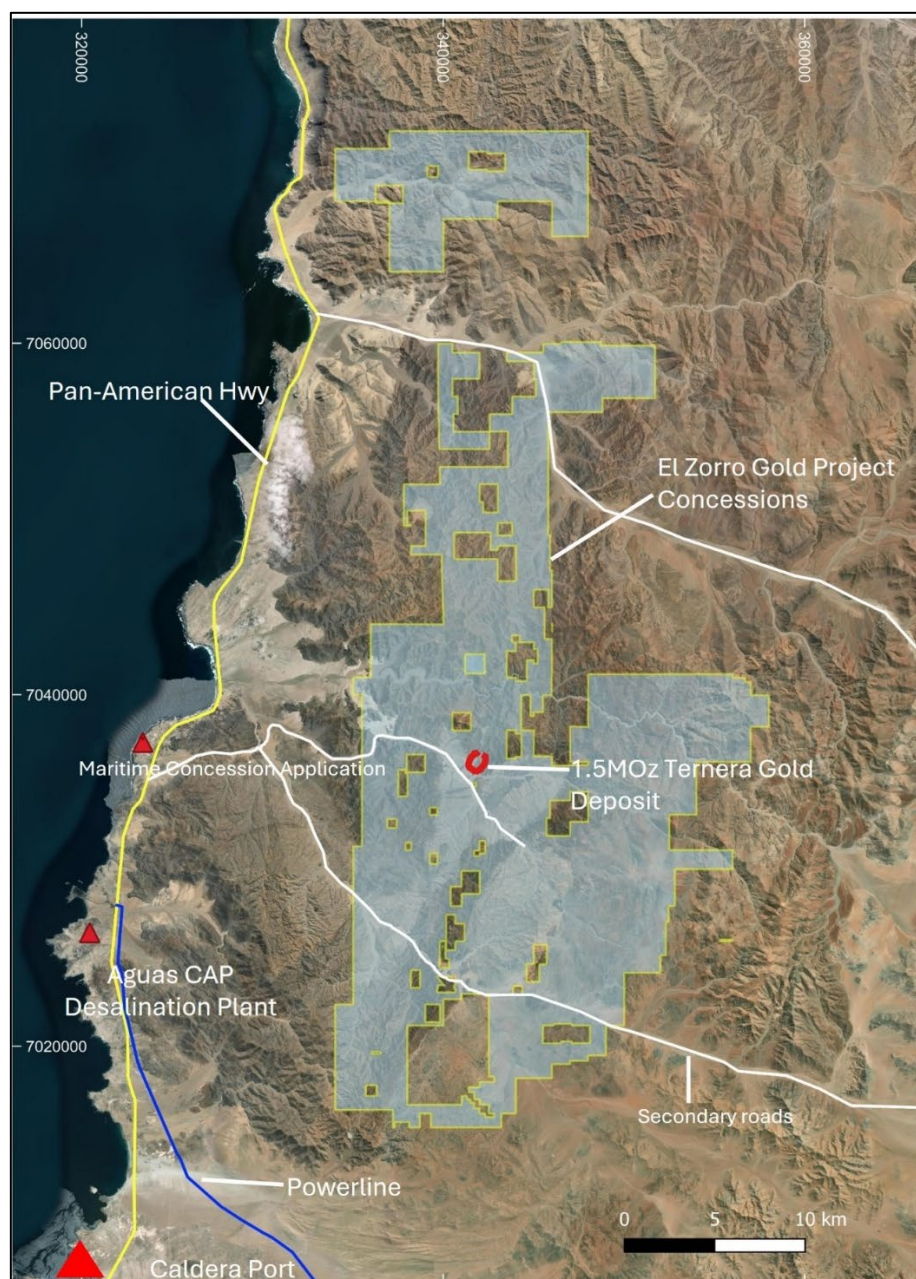 320000
340000
360000
7060000
Pan-American Hwy
El Zorro Gold Project
Concessions
7040000
Maritime Concession Application
1.5MOz Ternera Gold
Deposit
Aguas CAP
Desalination Plant
7020000
Secondary roads
Powerline
0 5 10 km
Caldera Port